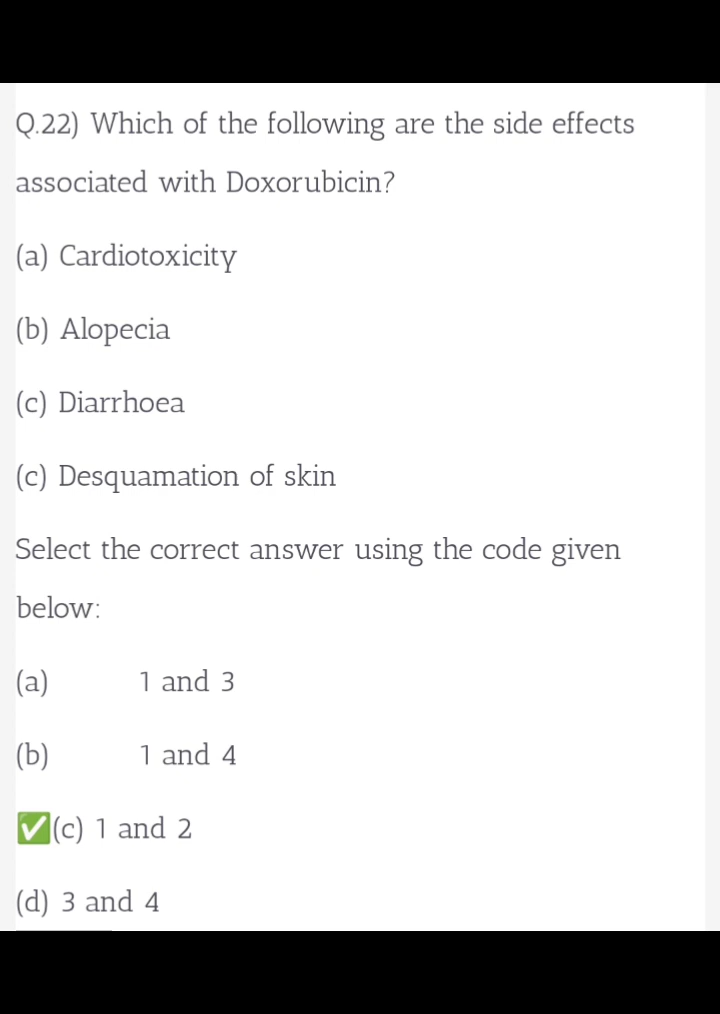 Q.22) Which of the following are the side effects
associated with Doxorubicin?
(a) Cardiotoxicity
(b) Alopecia
(c) Diarrhoea
(c) Desquamation of skin
Select the correct answer using the code given
below:
(a) 1 and 3
(b) 1 and 4
✅(c) 1 and 2
(d) 3 and 4